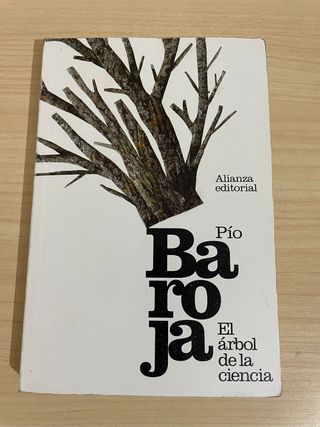 Alianza
editorial
Pío
Ba
ro
ja
El
árbol
de la
ciencia